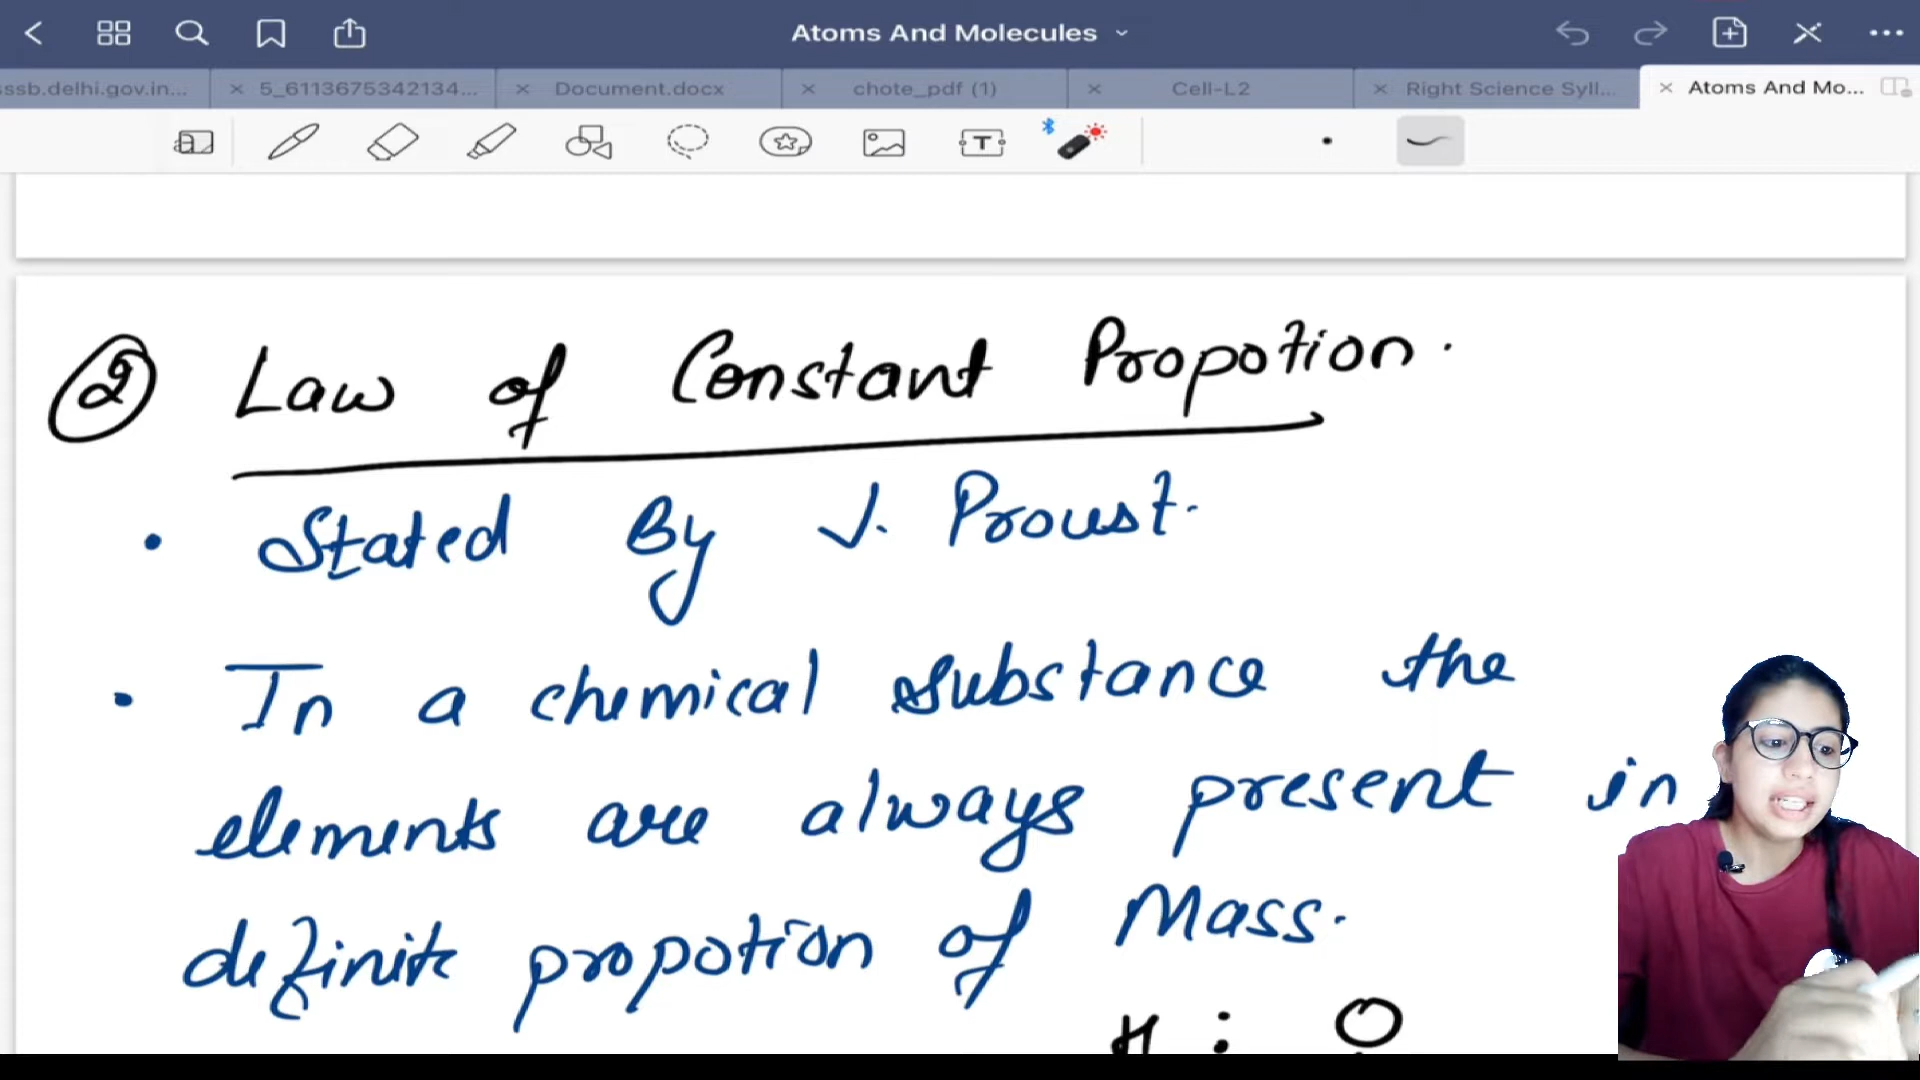 Atoms And Molecules
sssb.delhi.gov.in...
5_6113675342134...
Document.docx
chote_pdf (1)
Cell-L2
Right Science Syll...
Atoms And Mo...
2 Law of Constant Propotion.
• Stated By J. Proust.
• In a chemical substance the
elements are always present in
definite propotion of Mass.
H : O